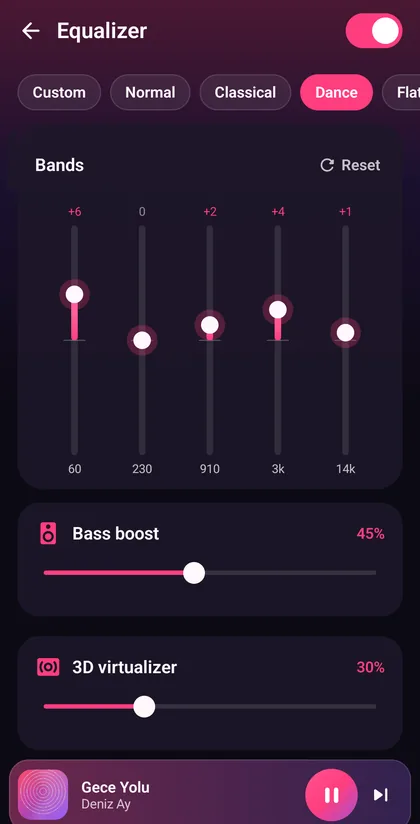 Equalizer
Custom Normal Classical Dance Flat
Bands Reset
+6 0 +2 +4 +1
60 230 910 3k 14k
Bass boost 45%
3D virtualizer 30%
Gece Yolu
Deniz Ay